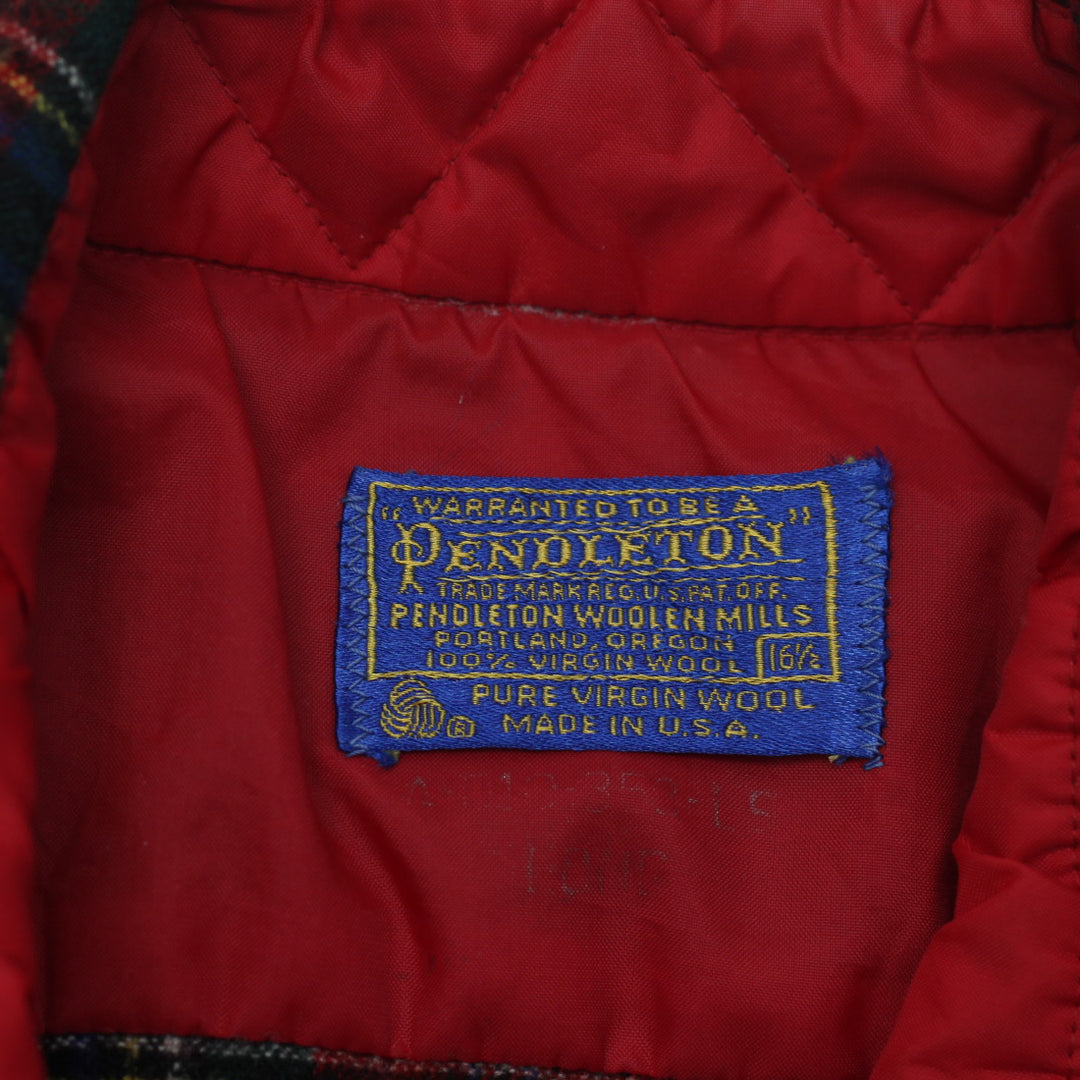 WARRANTED TO BE A
"PENDLETON"
TRADE MARK REG. U.S. PAT. OFF.
PENDLETON WOOLEN MILLS
PORTLAND, OREGON
100% VIRGIN WOOL 16½
PURE VIRGIN WOOL
® MADE IN U.S.A.